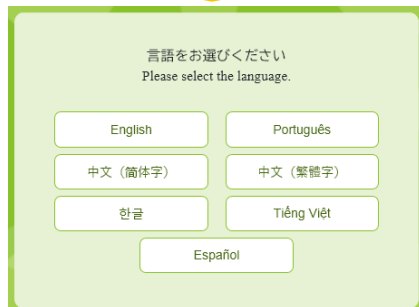 言語をお選びください
Please select the language.
English
Português
中文（简体字）
中文（繁體字）
한글
Tiếng Việt
Español